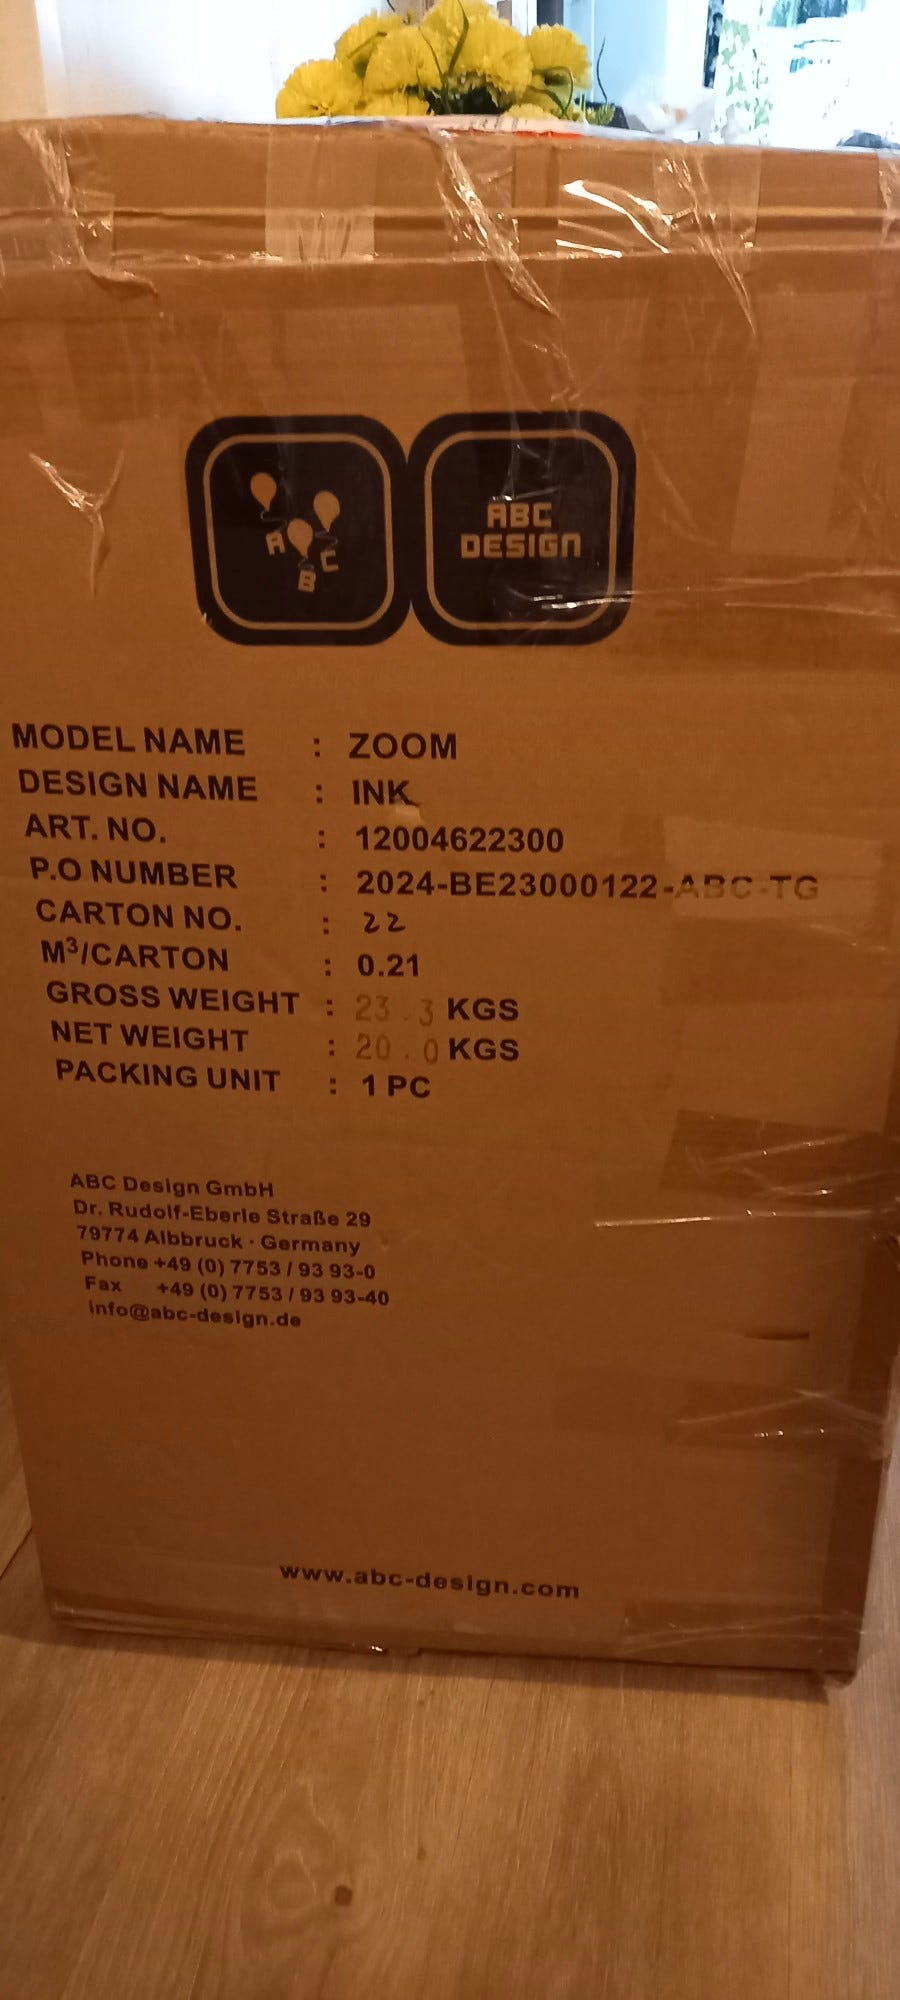 A
B
C
ABC
DESIGN
MODEL NAME : ZOOM
DESIGN NAME : INK
ART. NO. : 12004622300
P.O NUMBER : 2024-BE23000122-ABC-TG
CARTON NO. : 22
M³/CARTON : 0.21
GROSS WEIGHT : 23.3 KGS
NET WEIGHT : 20.0 KGS
PACKING UNIT : 1 PC
ABC Design GmbH
Dr. Rudolf-Eberle Straße 29
79774 Albbruck · Germany
Phone +49 (0) 7753 / 93 93-0
Fax +49 (0) 7753 / 93 93-40
info@abc-design.de
www.abc-design.com